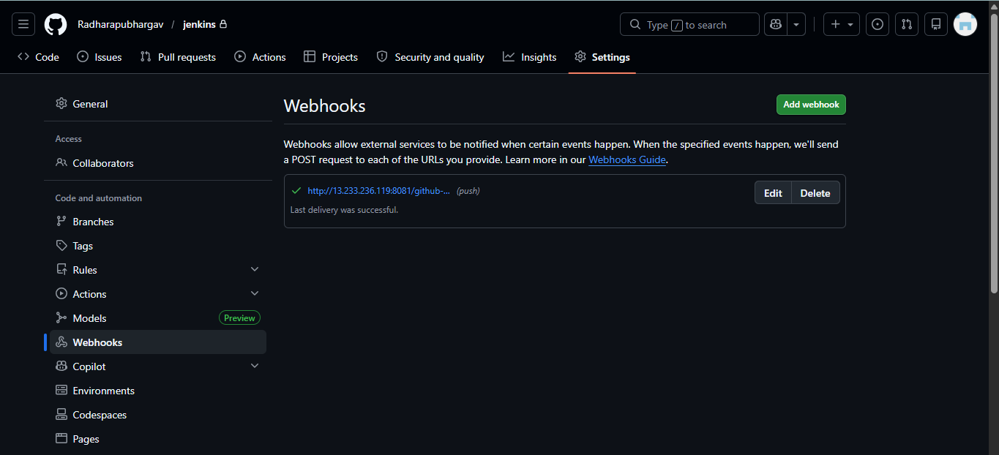 Radharapubhargav / jenkins
Type / to search
Code Issues Pull requests Actions Projects Security and quality Insights Settings
General
Access
Collaborators
Code and automation
Branches
Tags
Rules
Actions
Models Preview
Webhooks
Copilot
Environments
Codespaces
Pages
Webhooks
Add webhook
Webhooks allow external services to be notified when certain events happen. When the specified events happen, we'll send
a POST request to each of the URLs you provide. Learn more in our Webhooks Guide.
http://13.233.236.119:8081/github-... (push)
Edit Delete
Last delivery was successful.